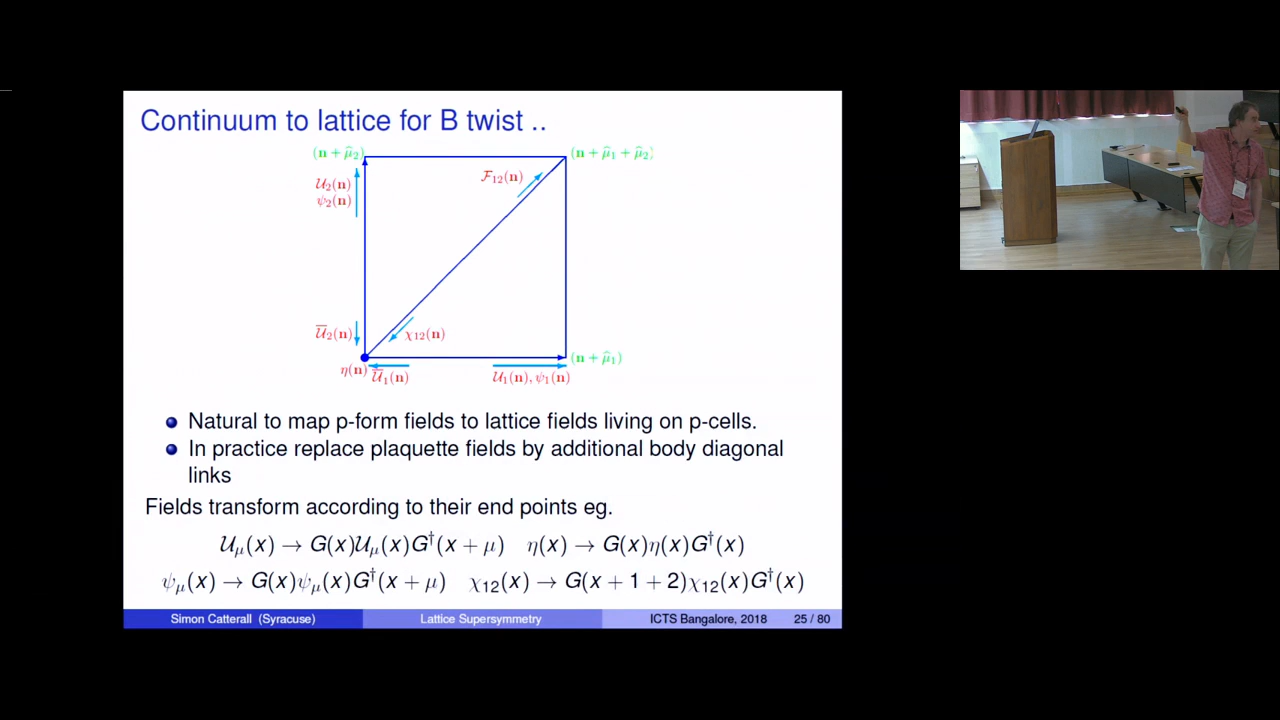 Continuum to lattice for B twist ..
(n + μ̂₂)
(n + μ̂₁ + μ̂₂)
𝒰₂(n)
ψ₂(n)
ℱ₁₂(n)
𝒰̅₂(n)
χ₁₂(n)
(n + μ̂₁)
η(n)
𝒰̅₁(n)
𝒰₁(n), ψ₁(n)
Natural to map p-form fields to lattice fields living on p-cells.
In practice replace plaquette fields by additional body diagonal
links
Fields transform according to their end points eg.
𝒰_μ(x) → G(x)𝒰_μ(x)G†(x + μ) η(x) → G(x)η(x)G†(x)
ψ_μ(x) → G(x)ψ_μ(x)G†(x + μ) χ₁₂(x) → G(x + 1 + 2)χ₁₂(x)G†(x)
Simon Catterall (Syracuse) Lattice Supersymmetry ICTS Bangalore, 2018 25 / 80